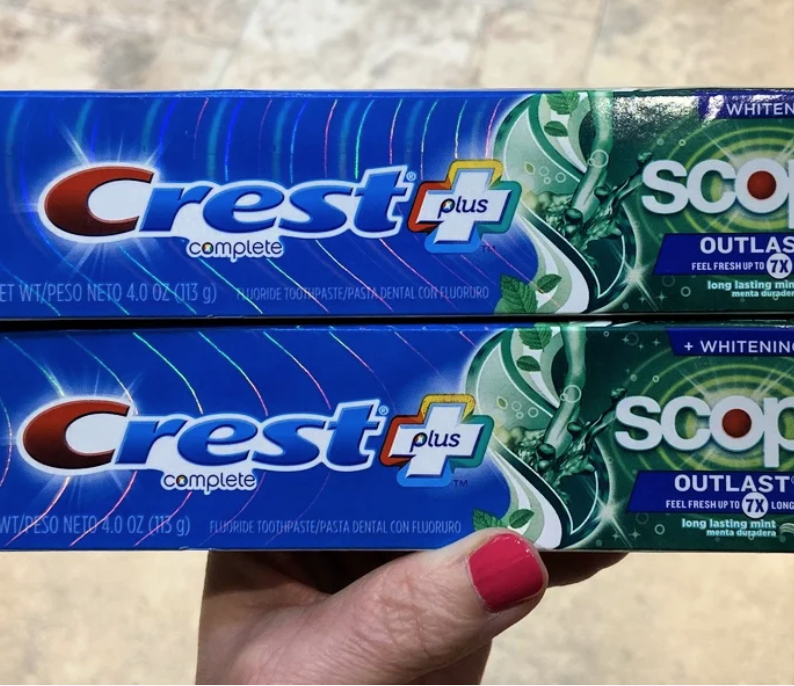 + WHITEN
Crest® plus™
complete
scop
OUTLAS
FEEL FRESH UP TO 7X
long lasting min
menta durader
ET WT/PESO NETO 4.0 OZ (113 g) FLUORIDE TOOTHPASTE/PASTA DENTAL CON FLUORURO
+ WHITENING
Crest® plus™
complete
scop
OUTLAST
FEEL FRESH UP TO 7X LONG
long lasting mint
menta duradera
WT/PESO NETO 4.0 OZ (113 g) FLUORIDE TOOTHPASTE/PASTA DENTAL CON FLUORURO